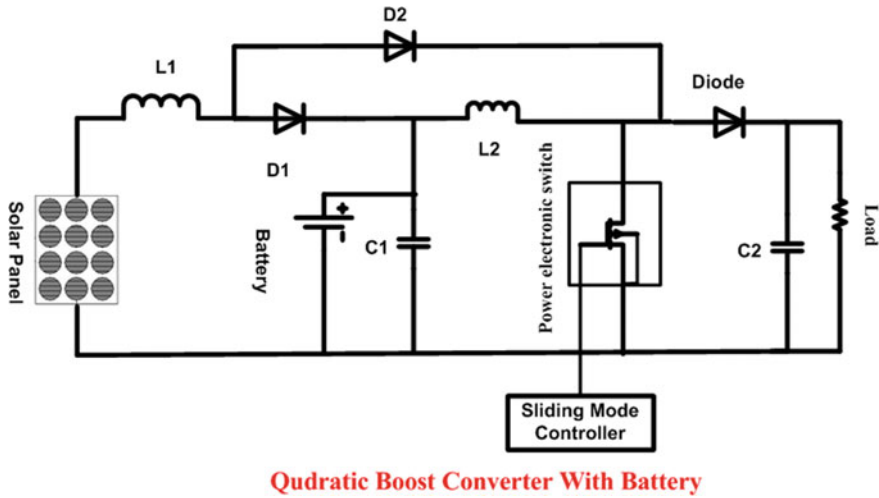 D2
L1
Diode
D1
L2
Solar Panel
Battery
+
-
C1
Power electronic switch
C2
Load
Sliding Mode
Controller
Qudratic Boost Converter With Battery